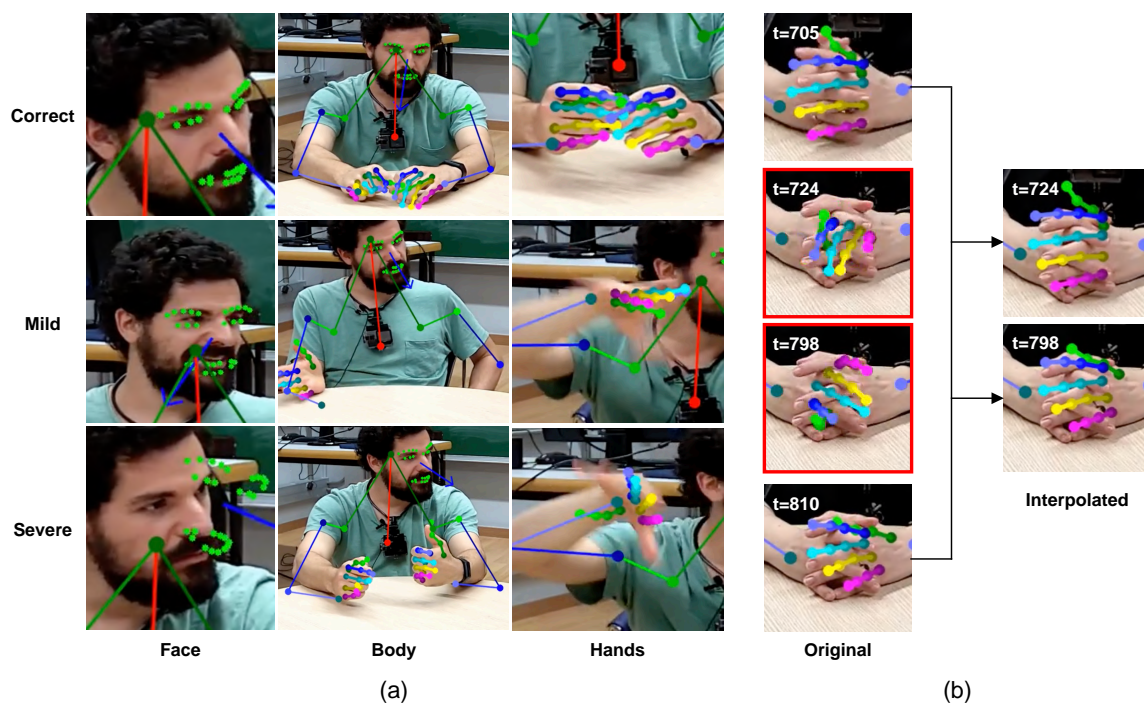 Correct
Mild
Severe
Face
Body
Hands
(a)
t=705
t=724
t=798
t=810
Original
t=724
t=798
Interpolated
(b)